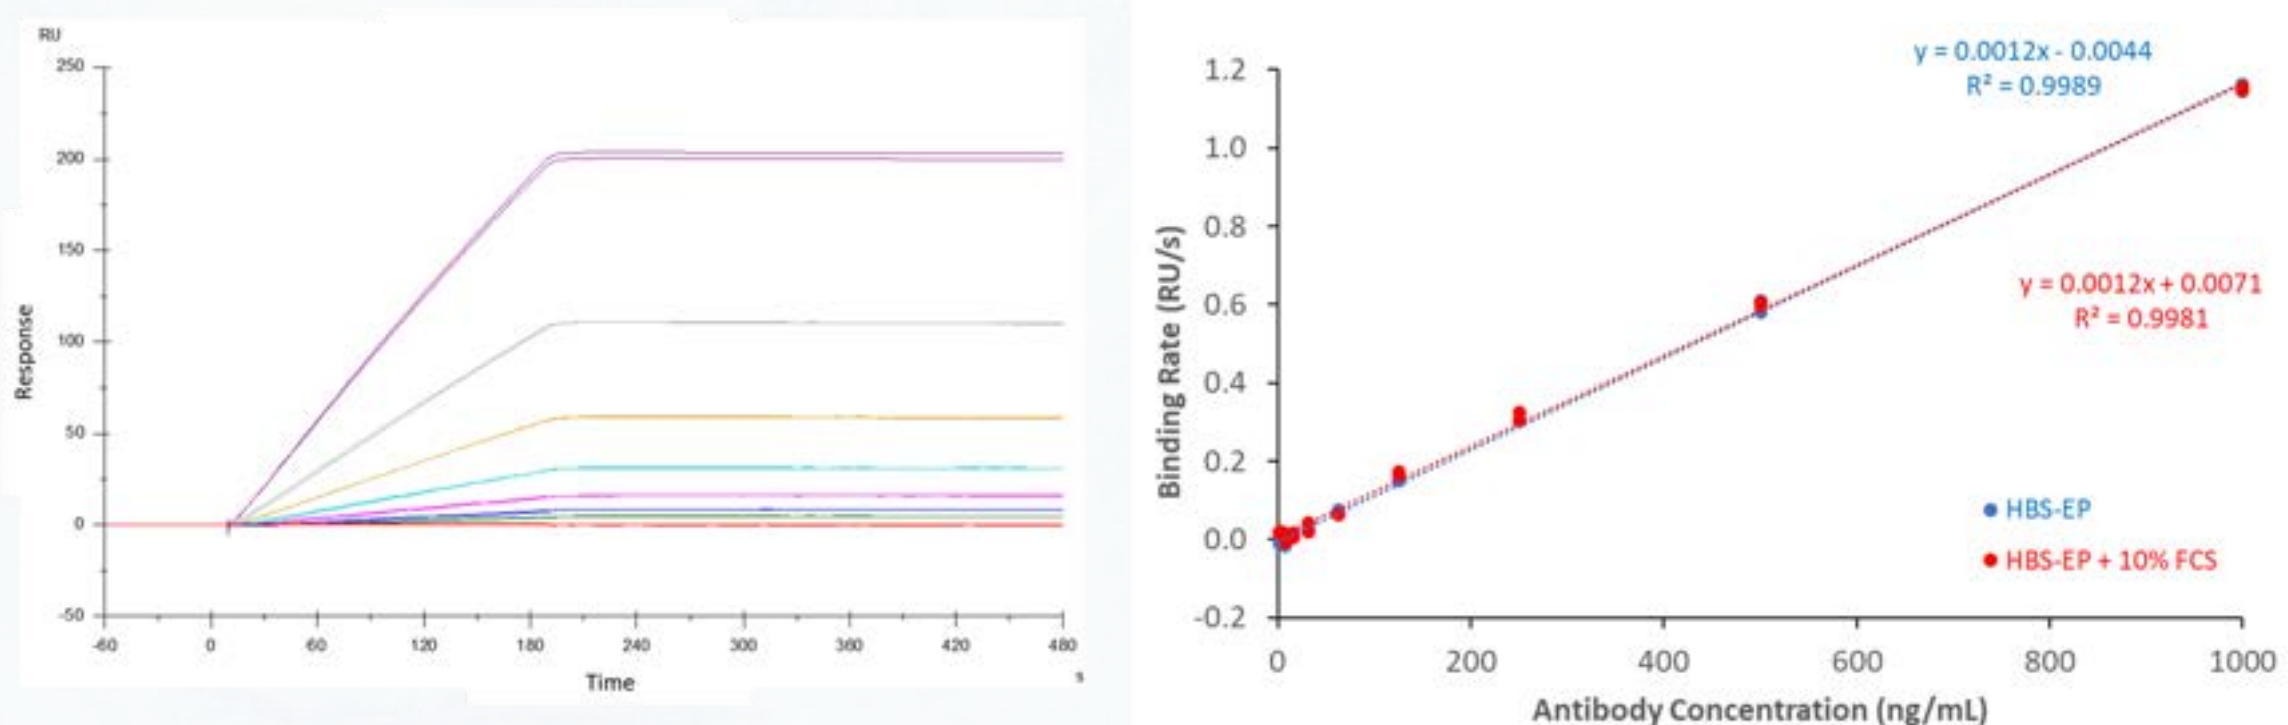 RU
250
200
150
100
50
0
-50
Response
-60 0 60 120 180 240 300 360 420 480
Time
s
y = 0.0012x - 0.0044
R² = 0.9989
1.2
1.0
0.8
0.6
0.4
0.2
0.0
-0.2
Binding Rate (RU/s)
y = 0.0012x + 0.0071
R² = 0.9981
HBS-EP
HBS-EP + 10% FCS
0 200 400 600 800 1000
Antibody Concentration (ng/mL)